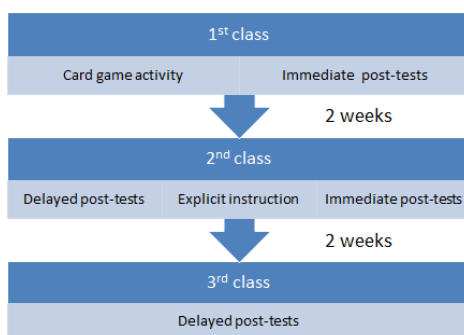 1st class
Card game activity Immediate post-tests
2 weeks
2nd class
Delayed post-tests Explicit instruction Immediate post-tests
2 weeks
3rd class
Delayed post-tests